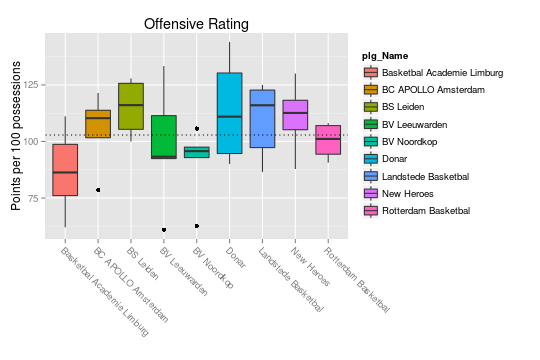 Offensive Rating
Points per 100 possessions
125
100
75
Basketbal Academie Limburg
BC APOLLO Amsterdam
BS Leiden
BV Leeuwarden
BV Noordkop
Donar
Landstede Basketbal
New Heroes
Rotterdam Basketbal
plg_Name
Basketbal Academie Limburg
BC APOLLO Amsterdam
BS Leiden
BV Leeuwarden
BV Noordkop
Donar
Landstede Basketbal
New Heroes
Rotterdam Basketbal